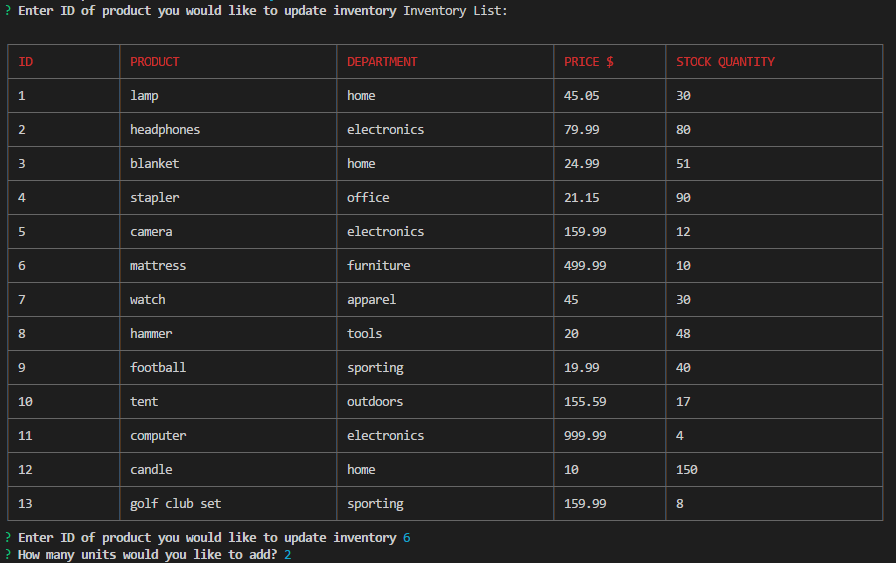 ? Enter ID of product you would like to update inventory Inventory List:
ID PRODUCT DEPARTMENT PRICE $ STOCK QUANTITY
1 lamp home 45.05 30
2 headphones electronics 79.99 80
3 blanket home 24.99 51
4 stapler office 21.15 90
5 camera electronics 159.99 12
6 mattress furniture 499.99 10
7 watch apparel 45 30
8 hammer tools 20 48
9 football sporting 19.99 40
10 tent outdoors 155.59 17
11 computer electronics 999.99 4
12 candle home 10 150
13 golf club set sporting 159.99 8
? Enter ID of product you would like to update inventory 6
? How many units would you like to add? 2